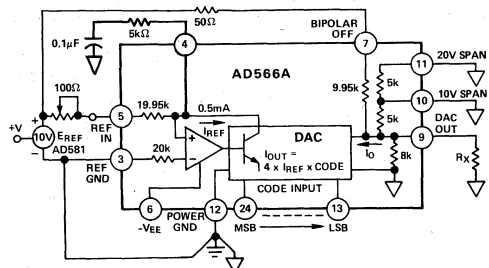 50Ω
5kΩ
0.1μF
BIPOLAR
OFF
4
7
20V SPAN
11
AD566A
5k
10V SPAN
9.95k
10
100Ω
5k
DAC
OUT
5
19.95k
0.5mA
+
+V
10V
EREF
REF
IN
IREF
DAC
9
AD581
+
IO
8k
RX
−
3
20k
−
IOUT =
4 x IREF x CODE
REF
GND
CODE INPUT
6
POWER
GND
12
24
13
-VEE
MSB
LSB